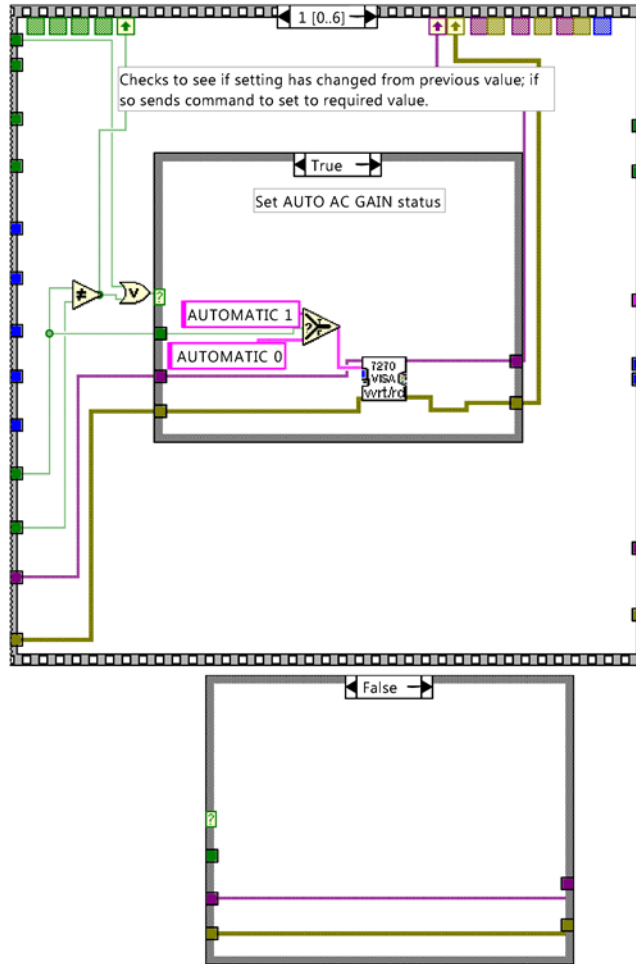 1 [0..6]
Checks to see if setting has changed from previous value; if
so sends command to set to required value.
True
Set AUTO AC GAIN status
≠
V
?
AUTOMATIC 1
T
?
F
AUTOMATIC 0
7270
VISA
wrt/rd
False
?